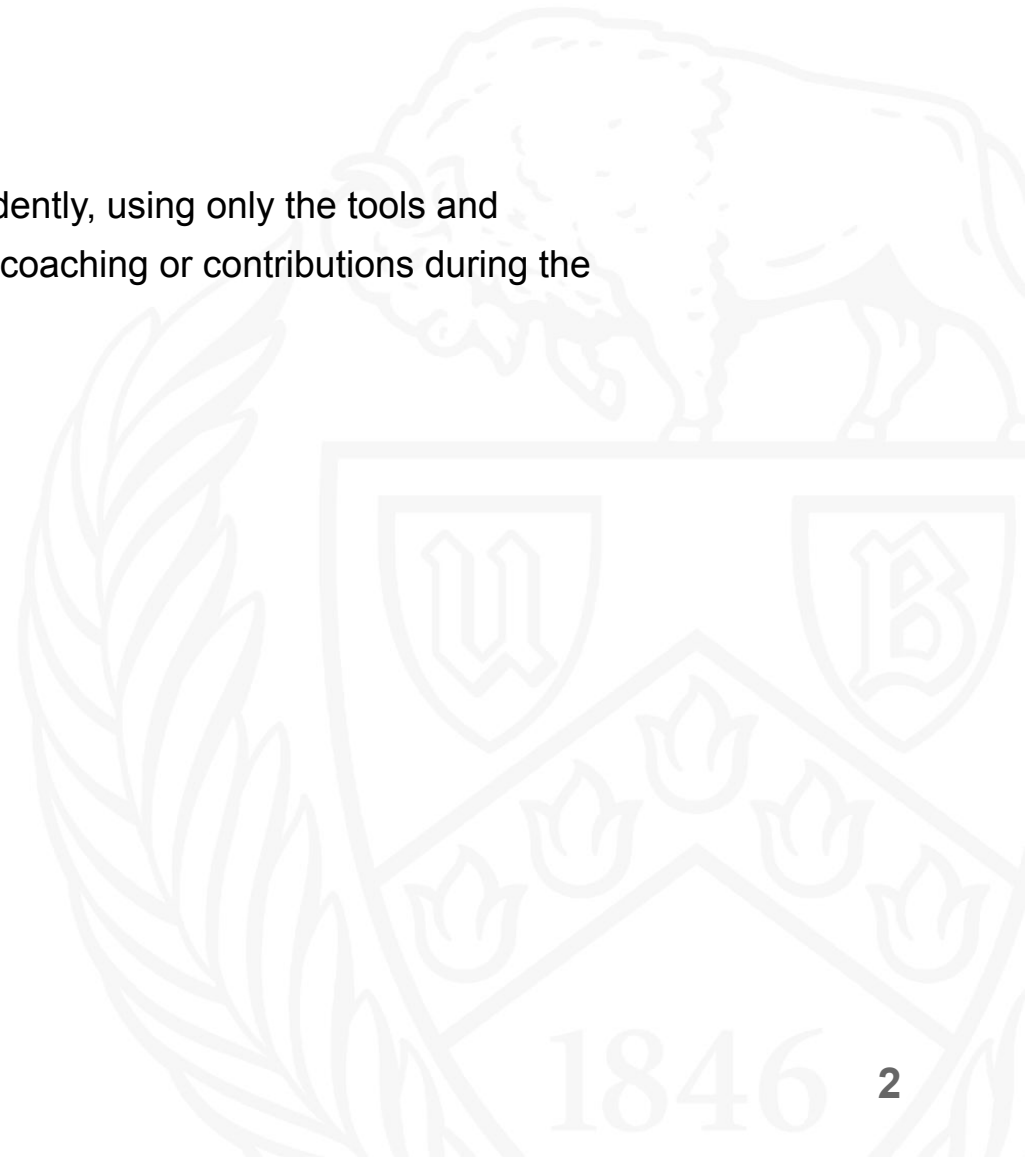 dently, using only the tools and
coaching or contributions during the
U B
1846
2